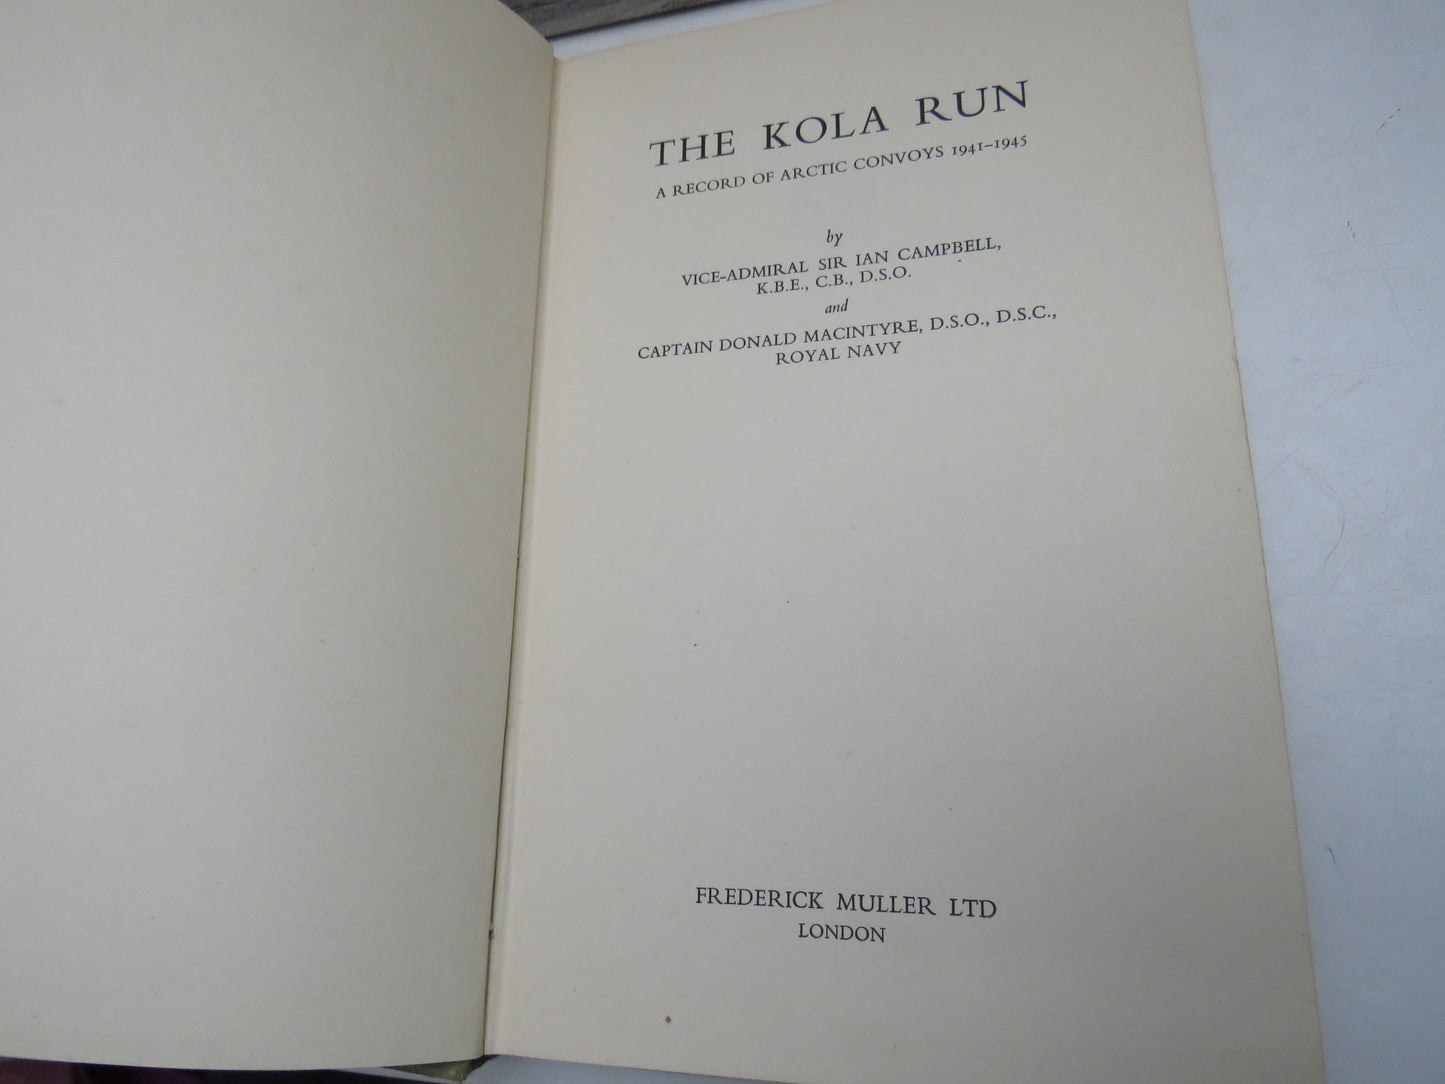 THE KOLA RUN
A RECORD OF ARCTIC CONVOYS 1941–1945
by
VICE-ADMIRAL SIR IAN CAMPBELL,
K.B.E., C.B., D.S.O.
and
CAPTAIN DONALD MACINTYRE, D.S.O., D.S.C.,
ROYAL NAVY
FREDERICK MULLER LTD
LONDON